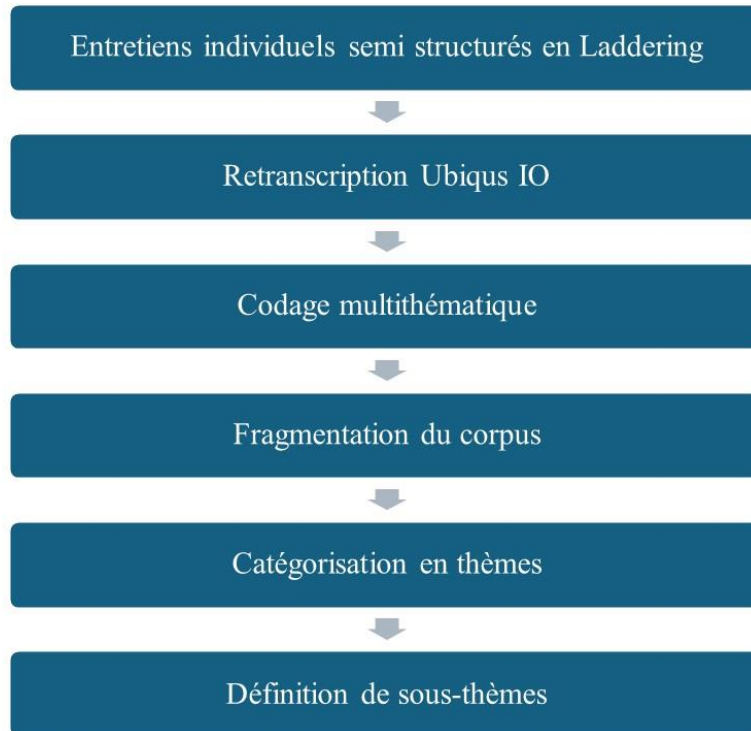 Entretiens individuels semi structurés en Laddering
Retranscription Ubiqus IO
Codage multithématique
Fragmentation du corpus
Catégorisation en thèmes
Définition de sous-thèmes